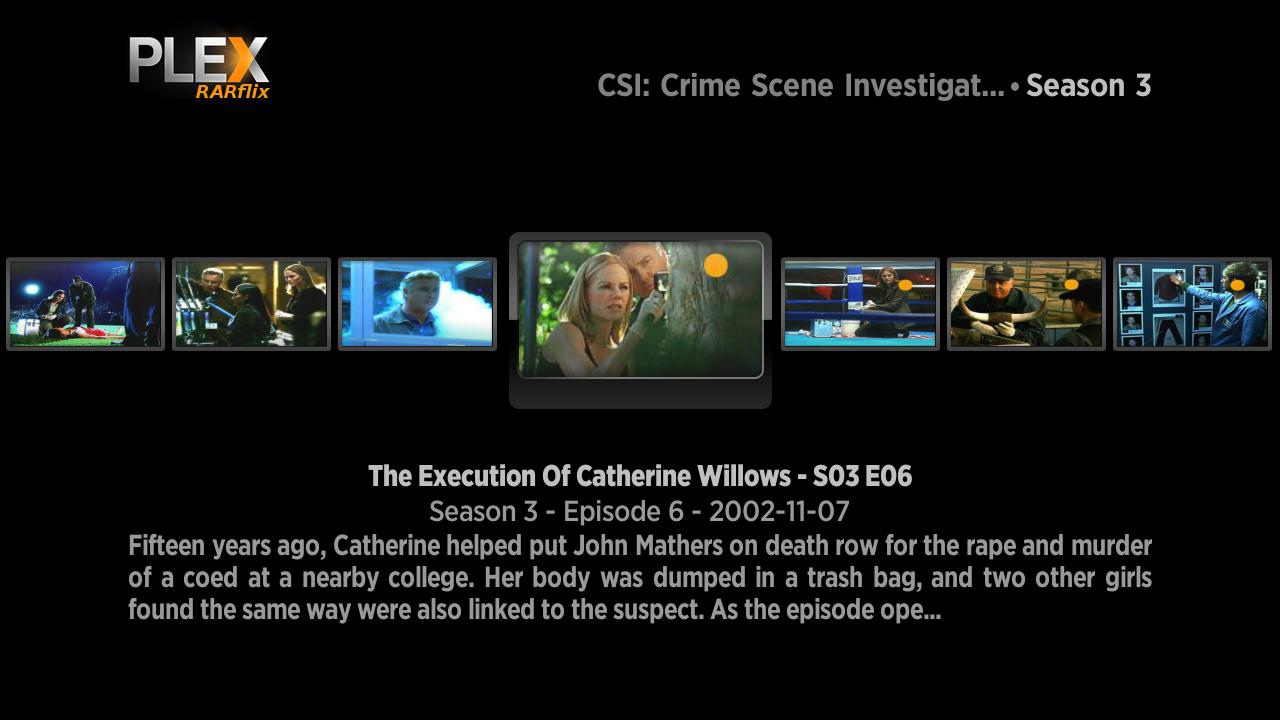 PLEX
RARflix
CSI: Crime Scene Investigat... • Season 3
The Execution Of Catherine Willows - S03 E06
Season 3 - Episode 6 - 2002-11-07
Fifteen years ago, Catherine helped put John Mathers on death row for the rape and murder
of a coed at a nearby college. Her body was dumped in a trash bag, and two other girls
found the same way were also linked to the suspect. As the episode ope...